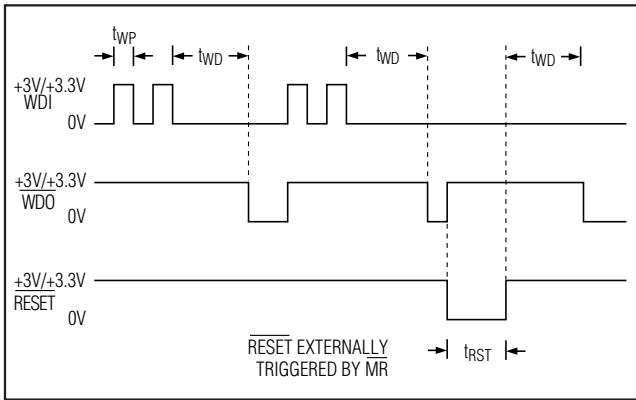 tWP
tWD
tWD
tWD
+3V/+3.3V
WDI
0V
+3V/+3.3V
WDO
0V
+3V/+3.3V
RESET
0V
RESET EXTERNALLY
TRIGGERED BY MR
tRST